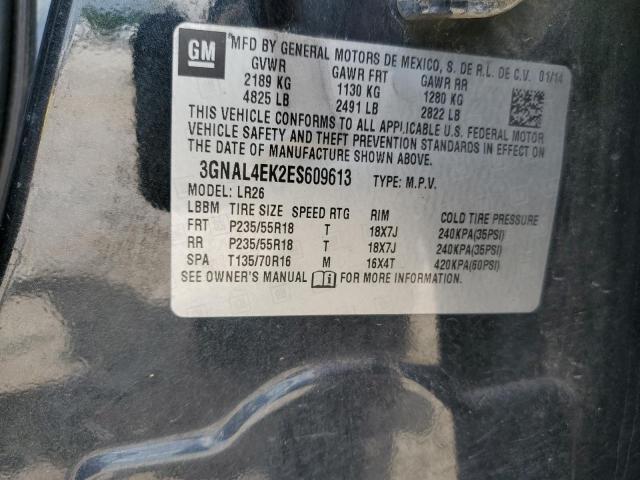 GM
MFD BY GENERAL MOTORS DE MEXICO, S. DE R.L. DE C.V. 01/14
GVWR GAWR FRT GAWR RR
2189 KG 1130 KG 1280 KG
4825 LB 2491 LB 2822 LB
THIS VEHICLE CONFORMS TO ALL APPLICABLE U.S. FEDERAL MOTOR
VEHICLE SAFETY AND THEFT PREVENTION STANDARDS IN EFFECT ON
THE DATE OF MANUFACTURE SHOWN ABOVE.
3GNAL4EK2ES609613 TYPE: M.P.V.
MODEL: LR26
LBBM TIRE SIZE SPEED RTG RIM COLD TIRE PRESSURE
FRT P235/55R18 T 18X7J 240KPA(35PSI)
RR P235/55R18 T 18X7J 240KPA(35PSI)
SPA T135/70R16 M 16X4T 420KPA(60PSI)
SEE OWNER'S MANUAL FOR MORE INFORMATION.